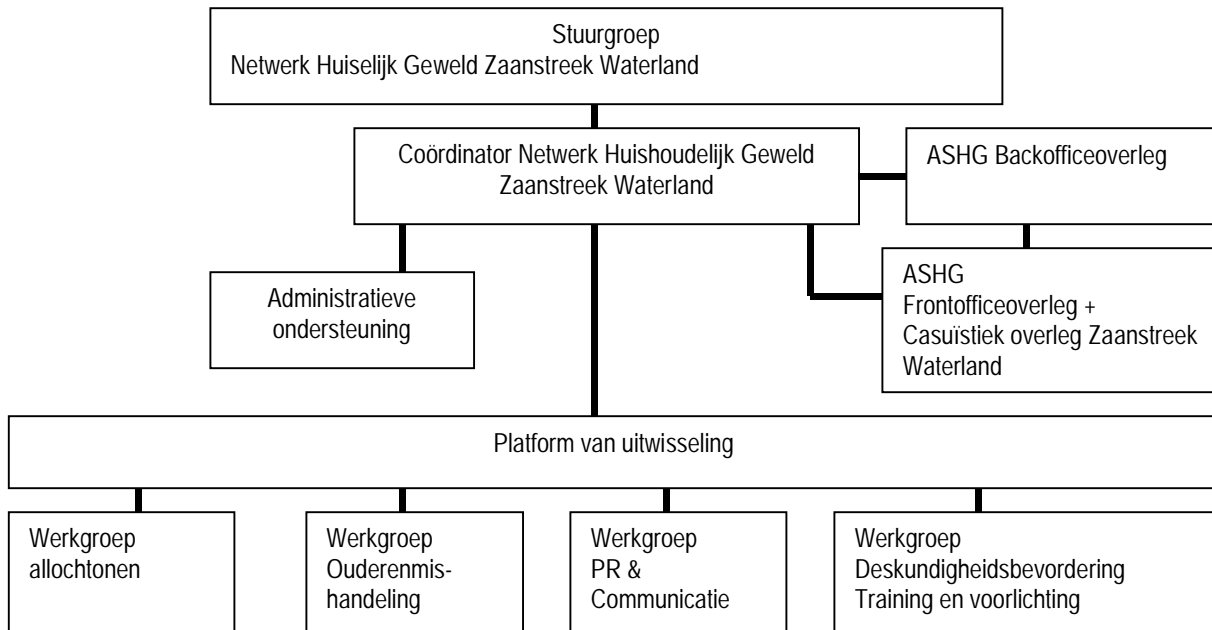 Stuurgroep
Netwerk Huiselijk Geweld Zaanstreek Waterland
Coördinator Netwerk Huishoudelijk Geweld
Zaanstreek Waterland
ASHG Backofficeoverleg
Administratieve
ondersteuning
ASHG
Frontofficeoverleg +
Casuïstiek overleg Zaanstreek
Waterland
Platform van uitwisseling
Werkgroep
allochtonen
Werkgroep
Ouderenmis-
handeling
Werkgroep
PR &
Communicatie
Werkgroep
Deskundigheidsbevordering
Training en voorlichting